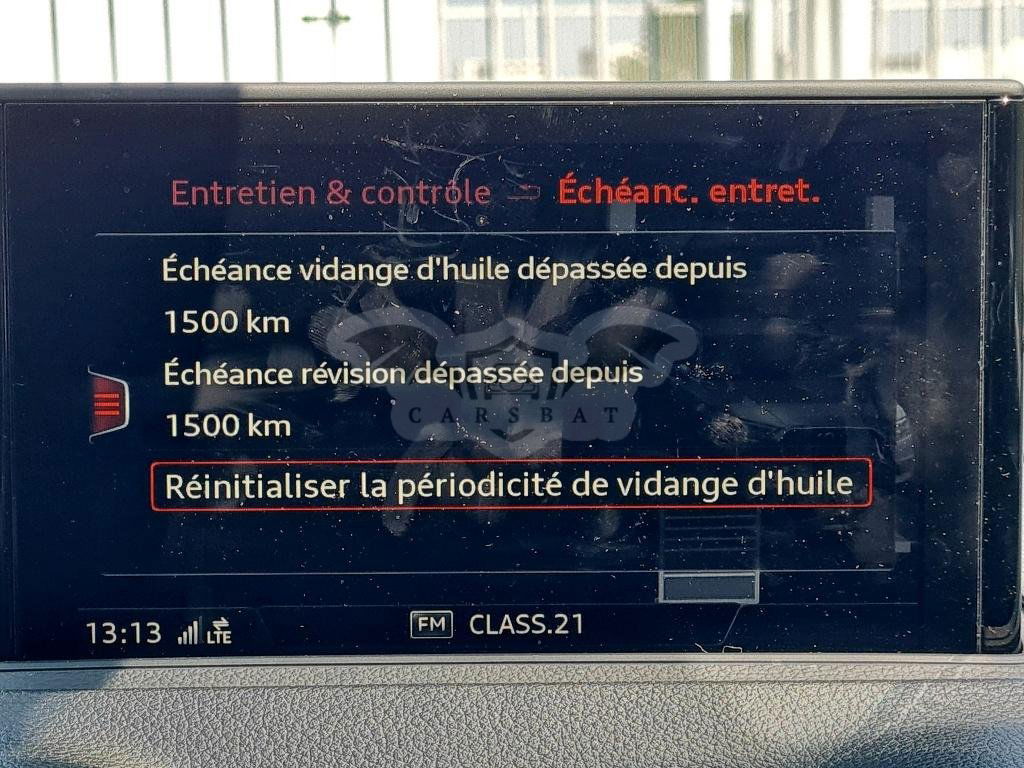 Entretien & contrôle Échéanc. entret.
Échéance vidange d'huile dépassée depuis
1500 km
Échéance révision dépassée depuis
CARSBAT
1500 km
Réinitialiser la périodicité de vidange d'huile
13:13 LTE FM CLASS.21